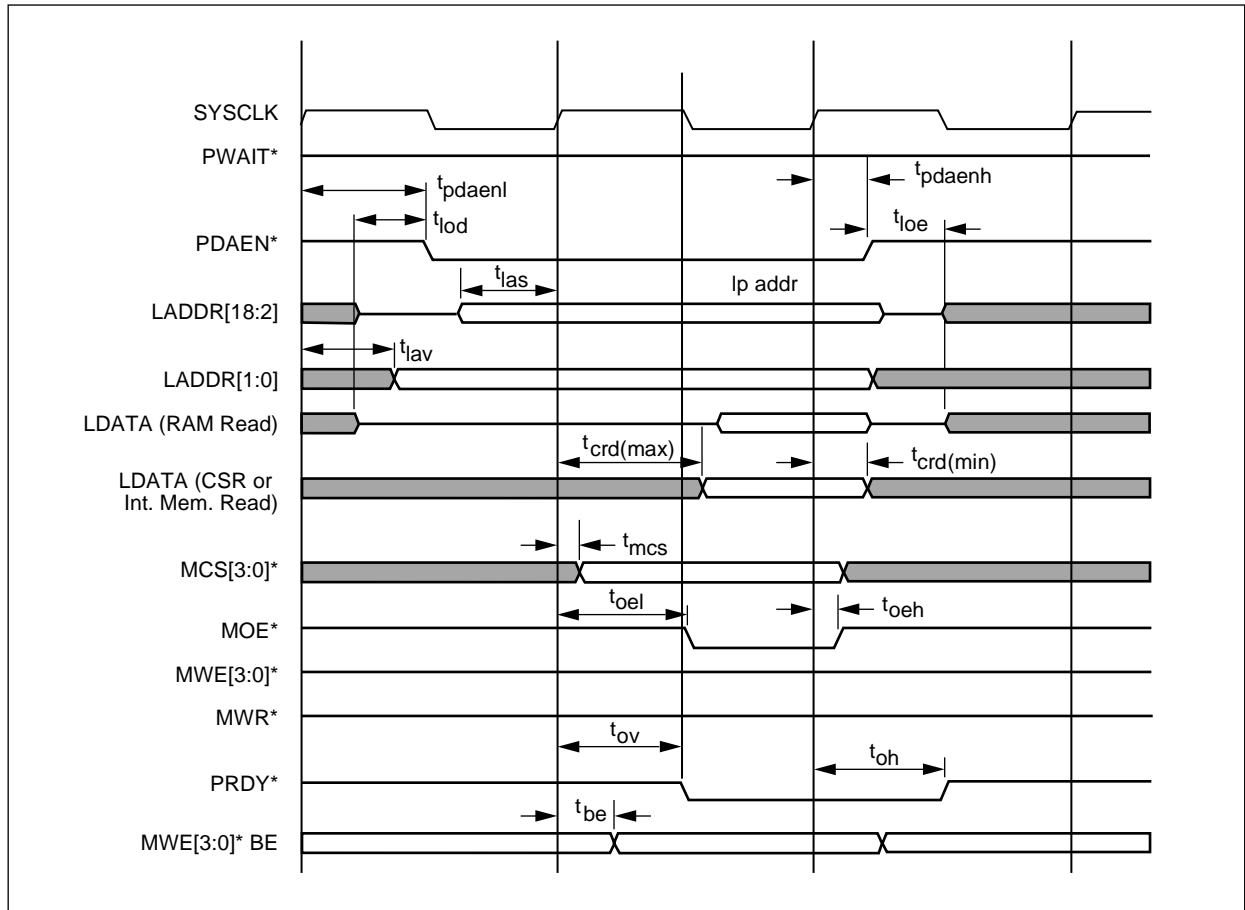 SYSCLK
PWAIT*
tpdaenl
tpdaenh
tlod
tloe
PDAEN*
tlas
lp addr
LADDR[18:2]
tlav
LADDR[1:0]
LDATA (RAM Read)
tcrd(max)
tcrd(min)
LDATA (CSR or
Int. Mem. Read)
tmcs
MCS[3:0]*
toel
toeh
MOE*
MWE[3:0]*
MWR*
tov
toh
PRDY*
tbe
MWE[3:0]* BE